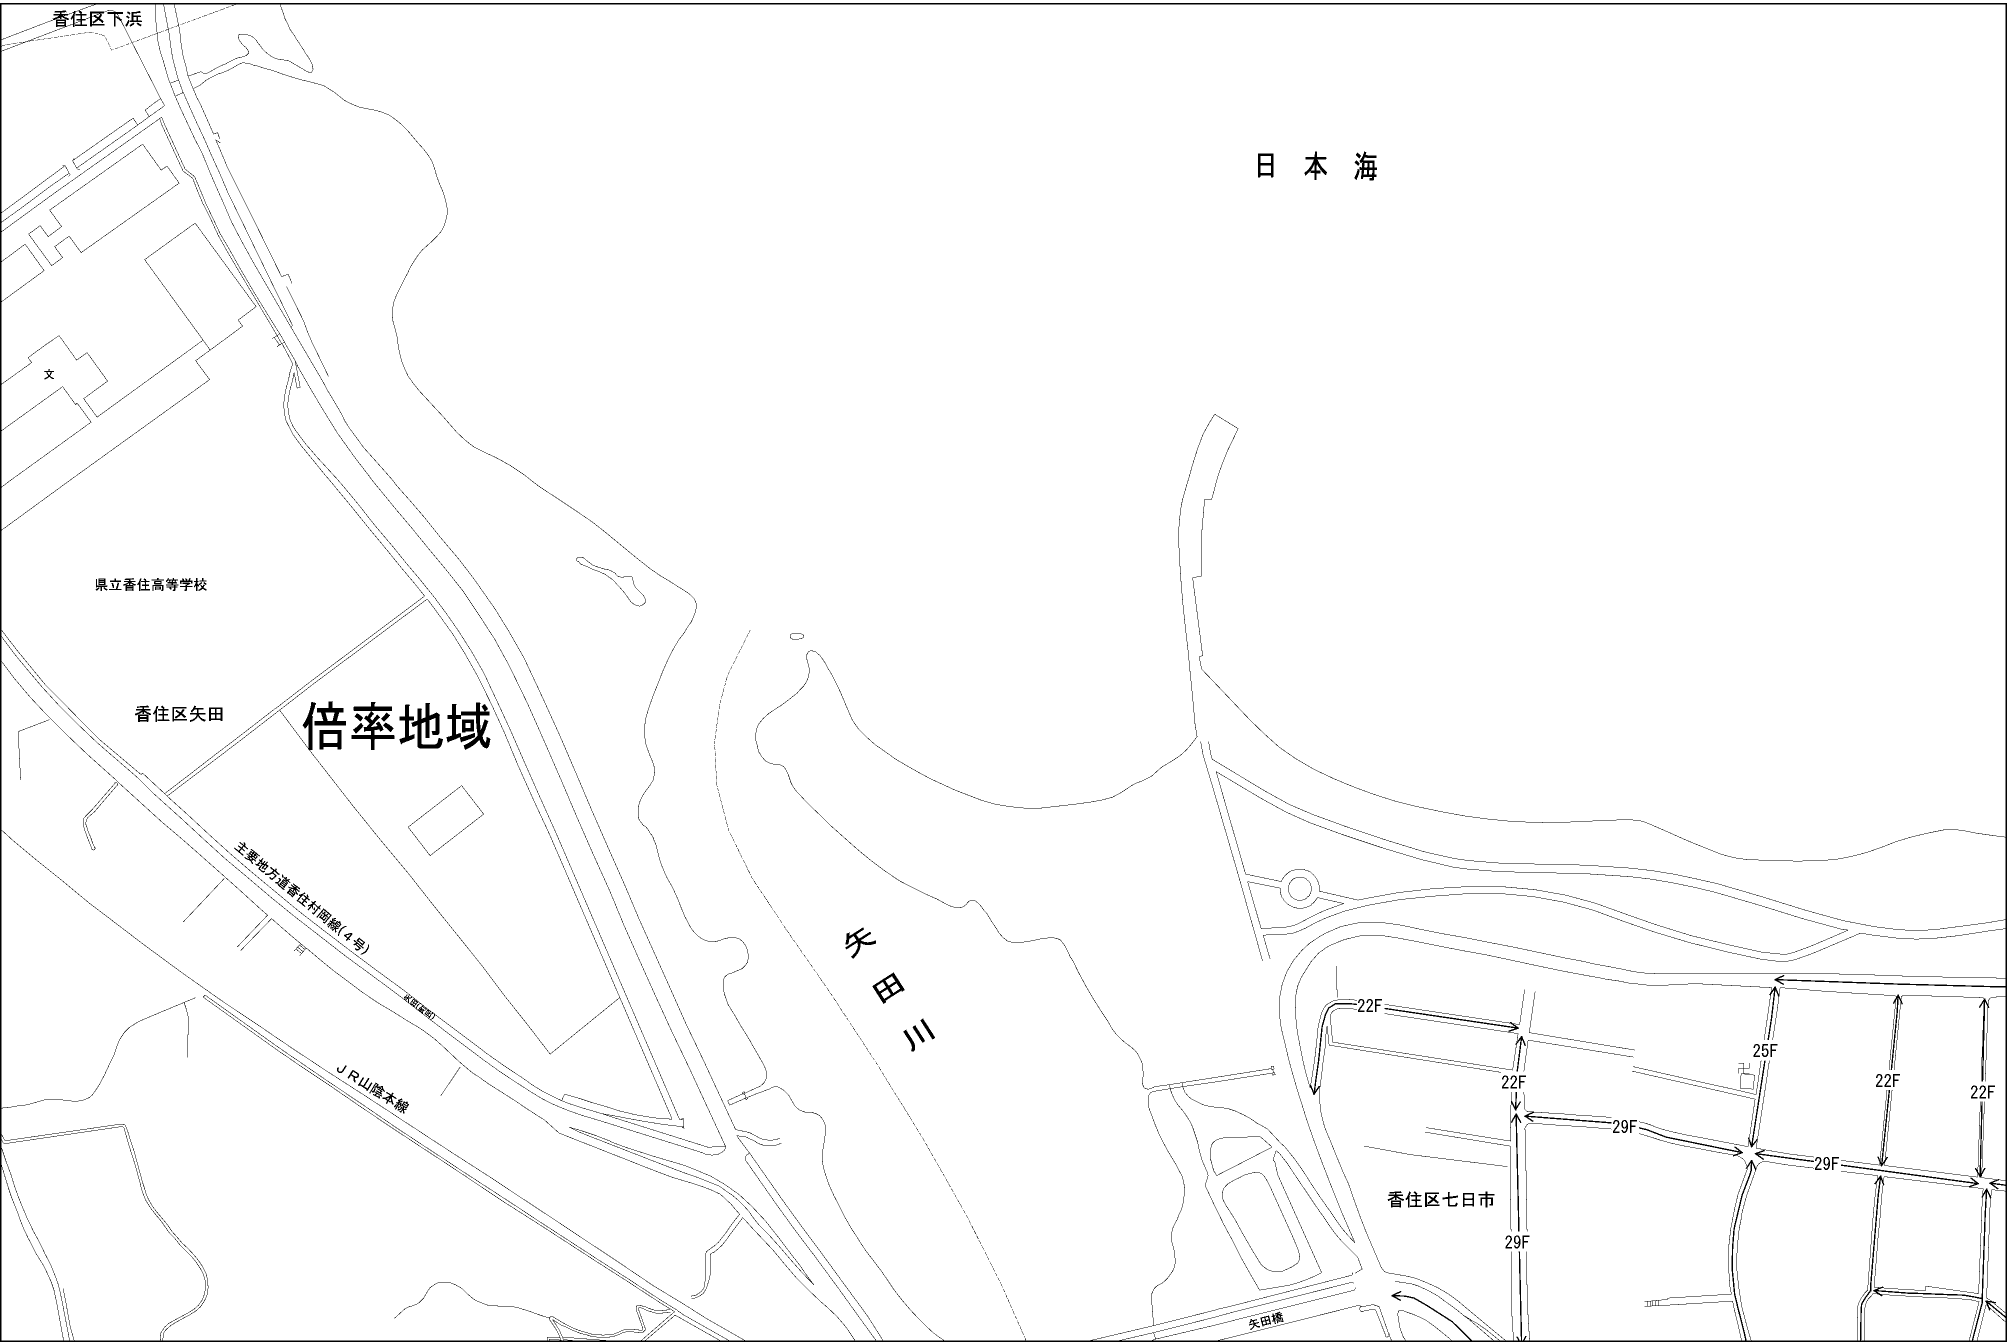 香住区下浜
日本海
文
県立香住高等学校
香住区矢田
倍率地域
主要地方道香住村岡線(4号)
矢田川
JR山陰本線
22F
25F
22F
22F
22F
29F
29F
香住区七日市
29F
矢田橋